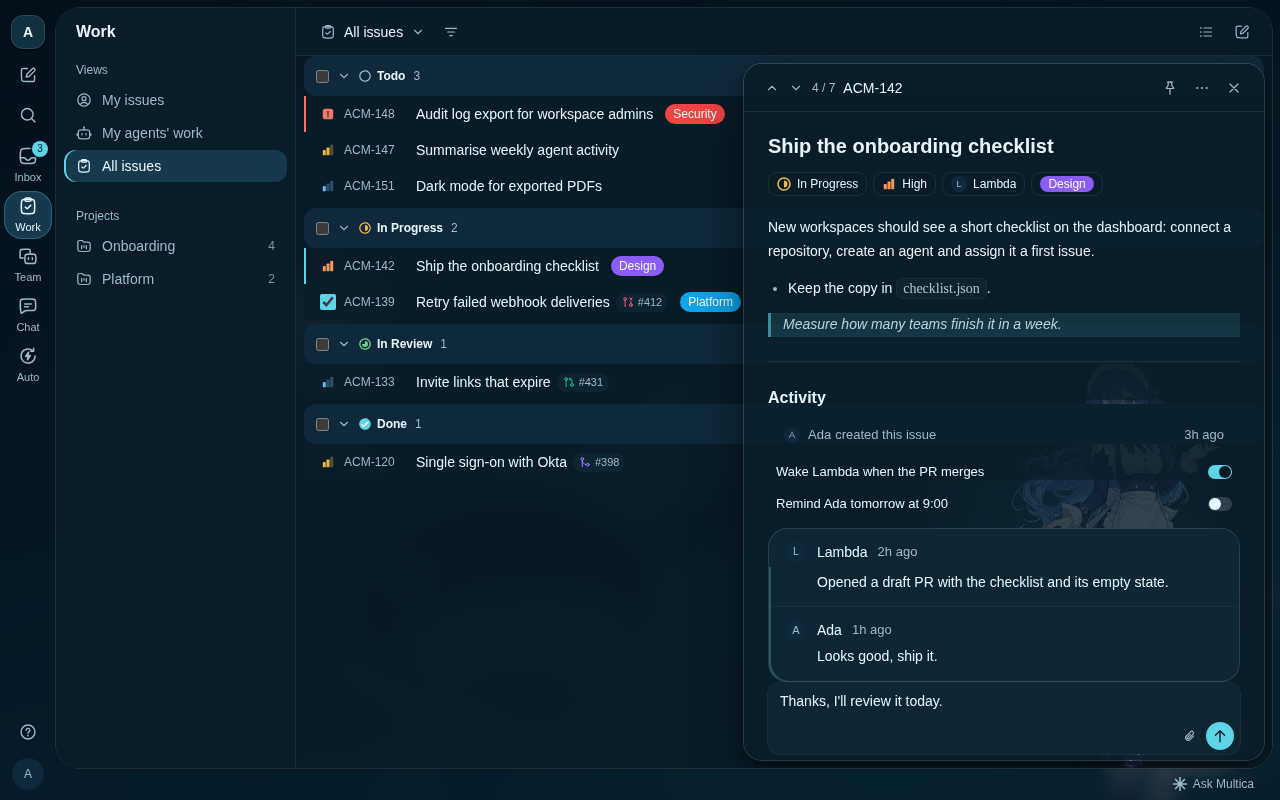 A
3
Inbox
Work
Team
Chat
Auto
A
Work
Views
My issues
My agents' work
All issues
Projects
Onboarding 4
Platform 2
All issues
Todo 3
ACM-148 Audit log export for workspace admins Security
ACM-147 Summarise weekly agent activity
ACM-151 Dark mode for exported PDFs
In Progress 2
ACM-142 Ship the onboarding checklist Design
ACM-139 Retry failed webhook deliveries #412 Platform
In Review 1
ACM-133 Invite links that expire #431
Done 1
ACM-120 Single sign-on with Okta #398
4 / 7 ACM-142
Ship the onboarding checklist
In Progress High L Lambda Design
New workspaces should see a short checklist on the dashboard: connect a
repository, create an agent and assign it a first issue.
• Keep the copy in checklist.json.
Measure how many teams finish it in a week.
Activity
A Ada created this issue 3h ago
Wake Lambda when the PR merges
Remind Ada tomorrow at 9:00
L Lambda 2h ago
Opened a draft PR with the checklist and its empty state.
A Ada 1h ago
Looks good, ship it.
Thanks, I'll review it today.
Ask Multica